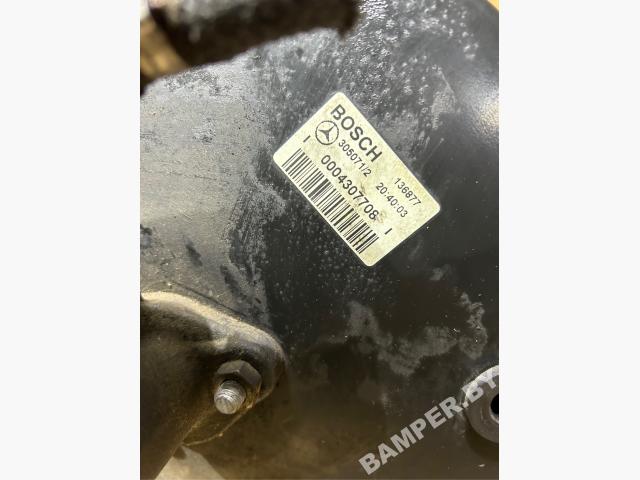 BOSCH
305071/2 136877
20:40:03
I 0004307708 I
BAMPER.BY